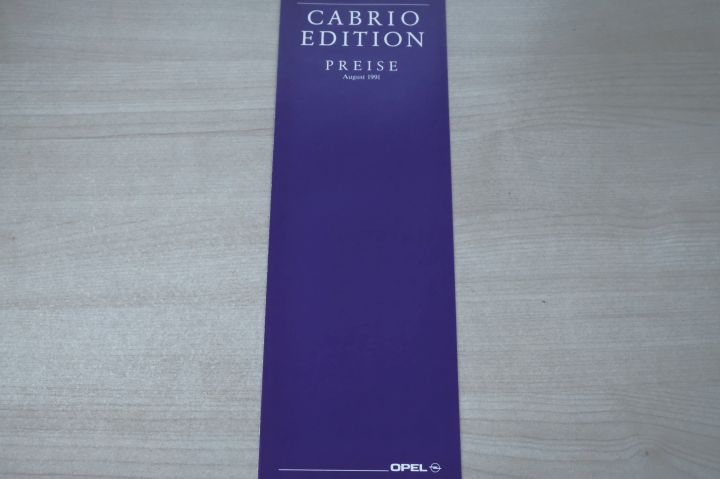 CABRIO
EDITION
PREISE
August 1991
OPEL